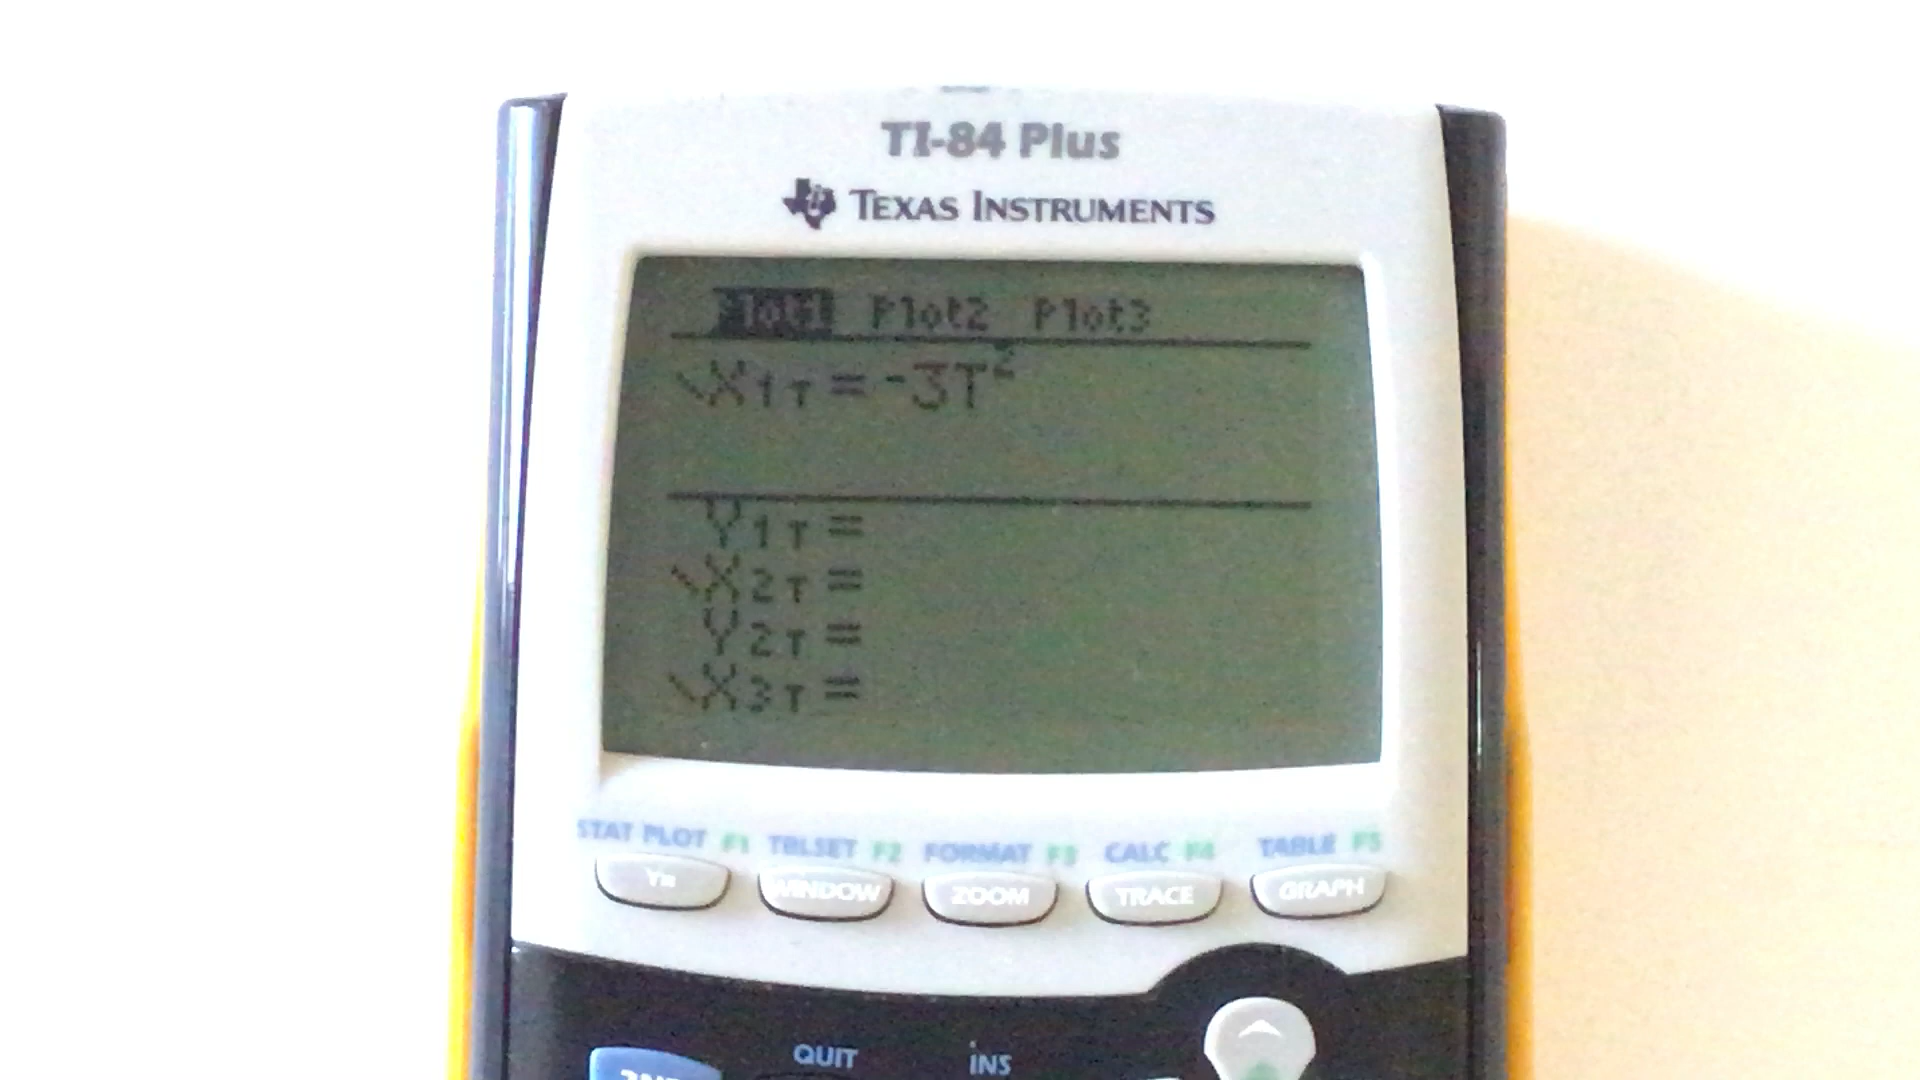 TI-84 Plus
TEXAS INSTRUMENTS
Plot1 Plot2 Plot3
\X1T=-3T²
Y1T=
\X2T=
Y2T=
\X3T=
STAT PLOT F1 TBLSET F2 FORMAT F3 CALC F4 TABLE F5
Y= WINDOW ZOOM TRACE GRAPH
QUIT INS
2ND